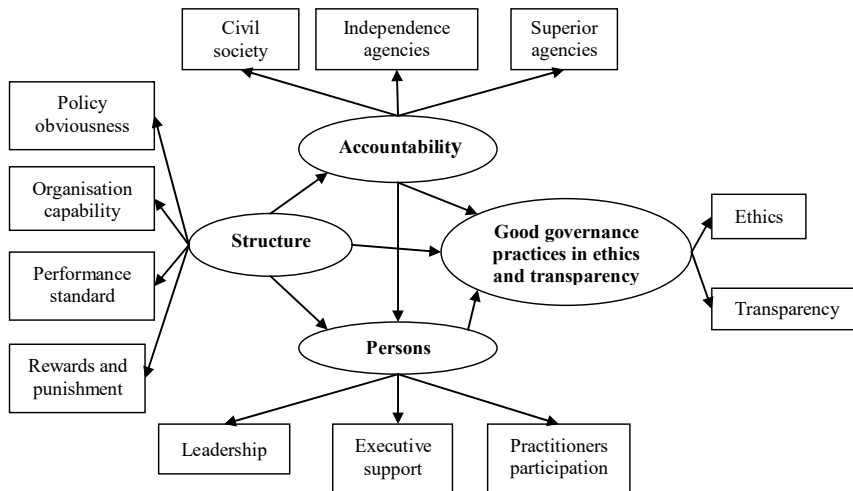 Civil
society
Independence
agencies
Superior
agencies
Policy
obviousness
Accountability
Organisation
capability
Ethics
Structure
Good governance
practices in ethics
and transparency
Performance
standard
Transparency
Persons
Rewards and
punishment
Leadership
Executive
support
Practitioners
participation